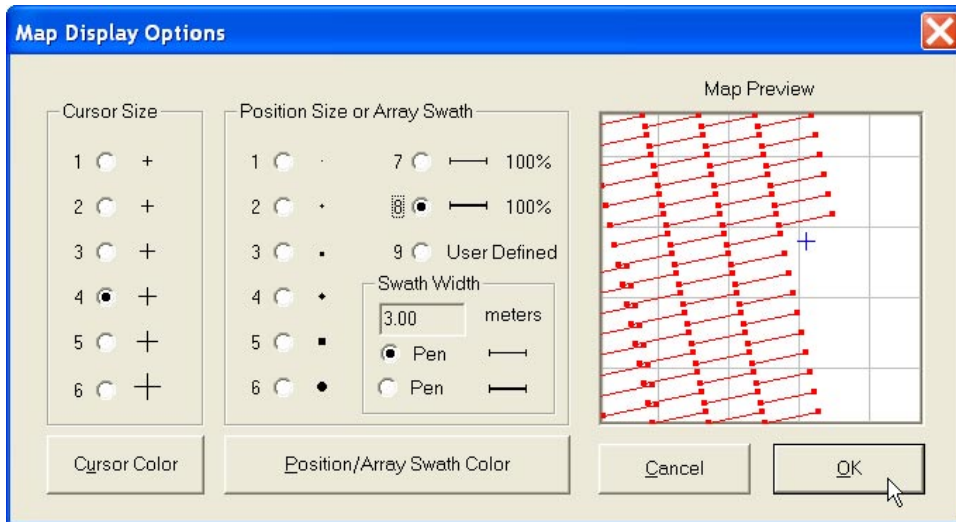 Map Display Options
Cursor Size
1
2
3
4
5
6
Cursor Color
Position Size or Array Swath
1
2
3
4
5
6
7 100%
8 100%
9 User Defined
Swath Width
3.00 meters
Pen
Pen
Position/Array Swath Color
Map Preview
Cancel
OK